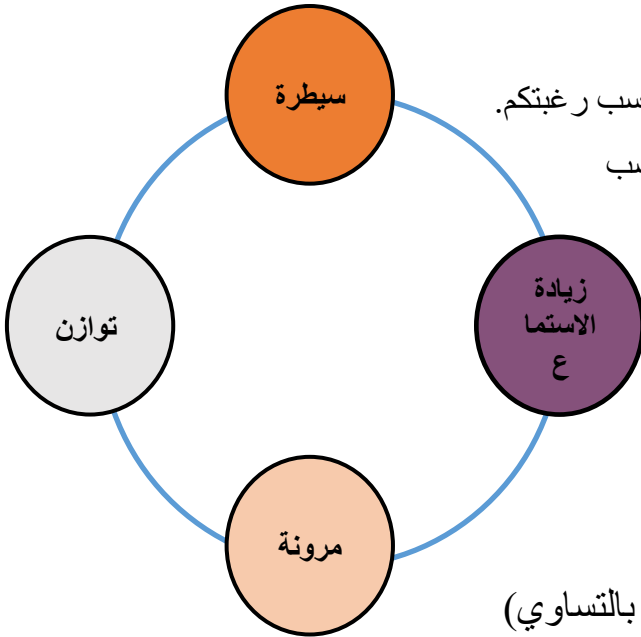 سيطرة
سب رغبتكم.
سب
زيادة
الاستما
ع
توازن
مرونة
بالتساوي)